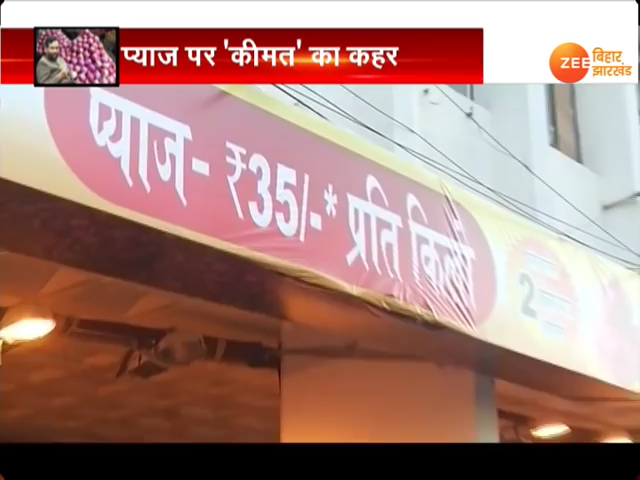 प्याज पर 'कीमत' का कहर
ZEE बिहार झारखंड
प्याज- ₹35/-* प्रति किलो
2